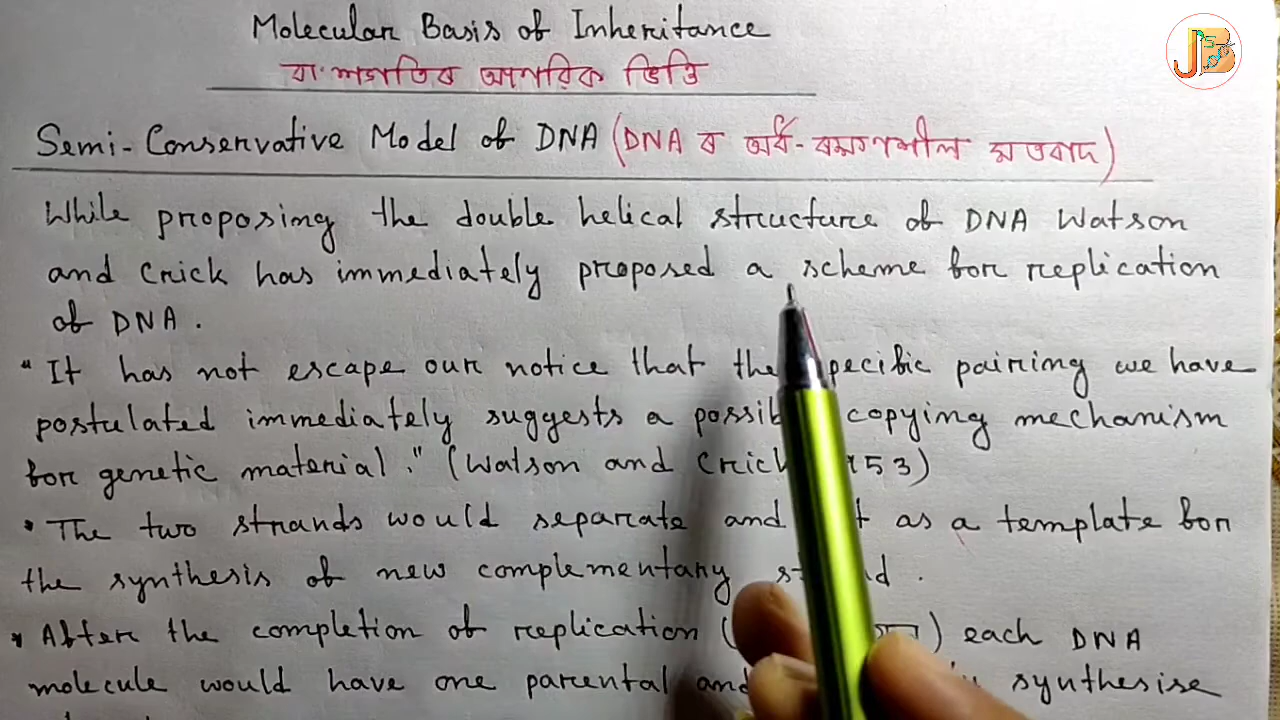 Molecular Basis of Inheritance
বংশগতিৰ আণৱিক ভিত্তি
Semi-Conservative Model of DNA (DNA ৰ অৰ্ধ-ৰক্ষণশীল মতবাদ)
While proposing the double helical structure of DNA Watson
and Crick has immediately proposed a scheme for replication
of DNA.
"It has not escape our notice that the pairing we have
postulated immediately suggests a copying mechanism
for genetic material." (Watson and Crick
• The two strands would separate and as a template for
the synthesis of new complementary
• After the completion of replication ( ) each DNA
molecule would have one parental and synthesise